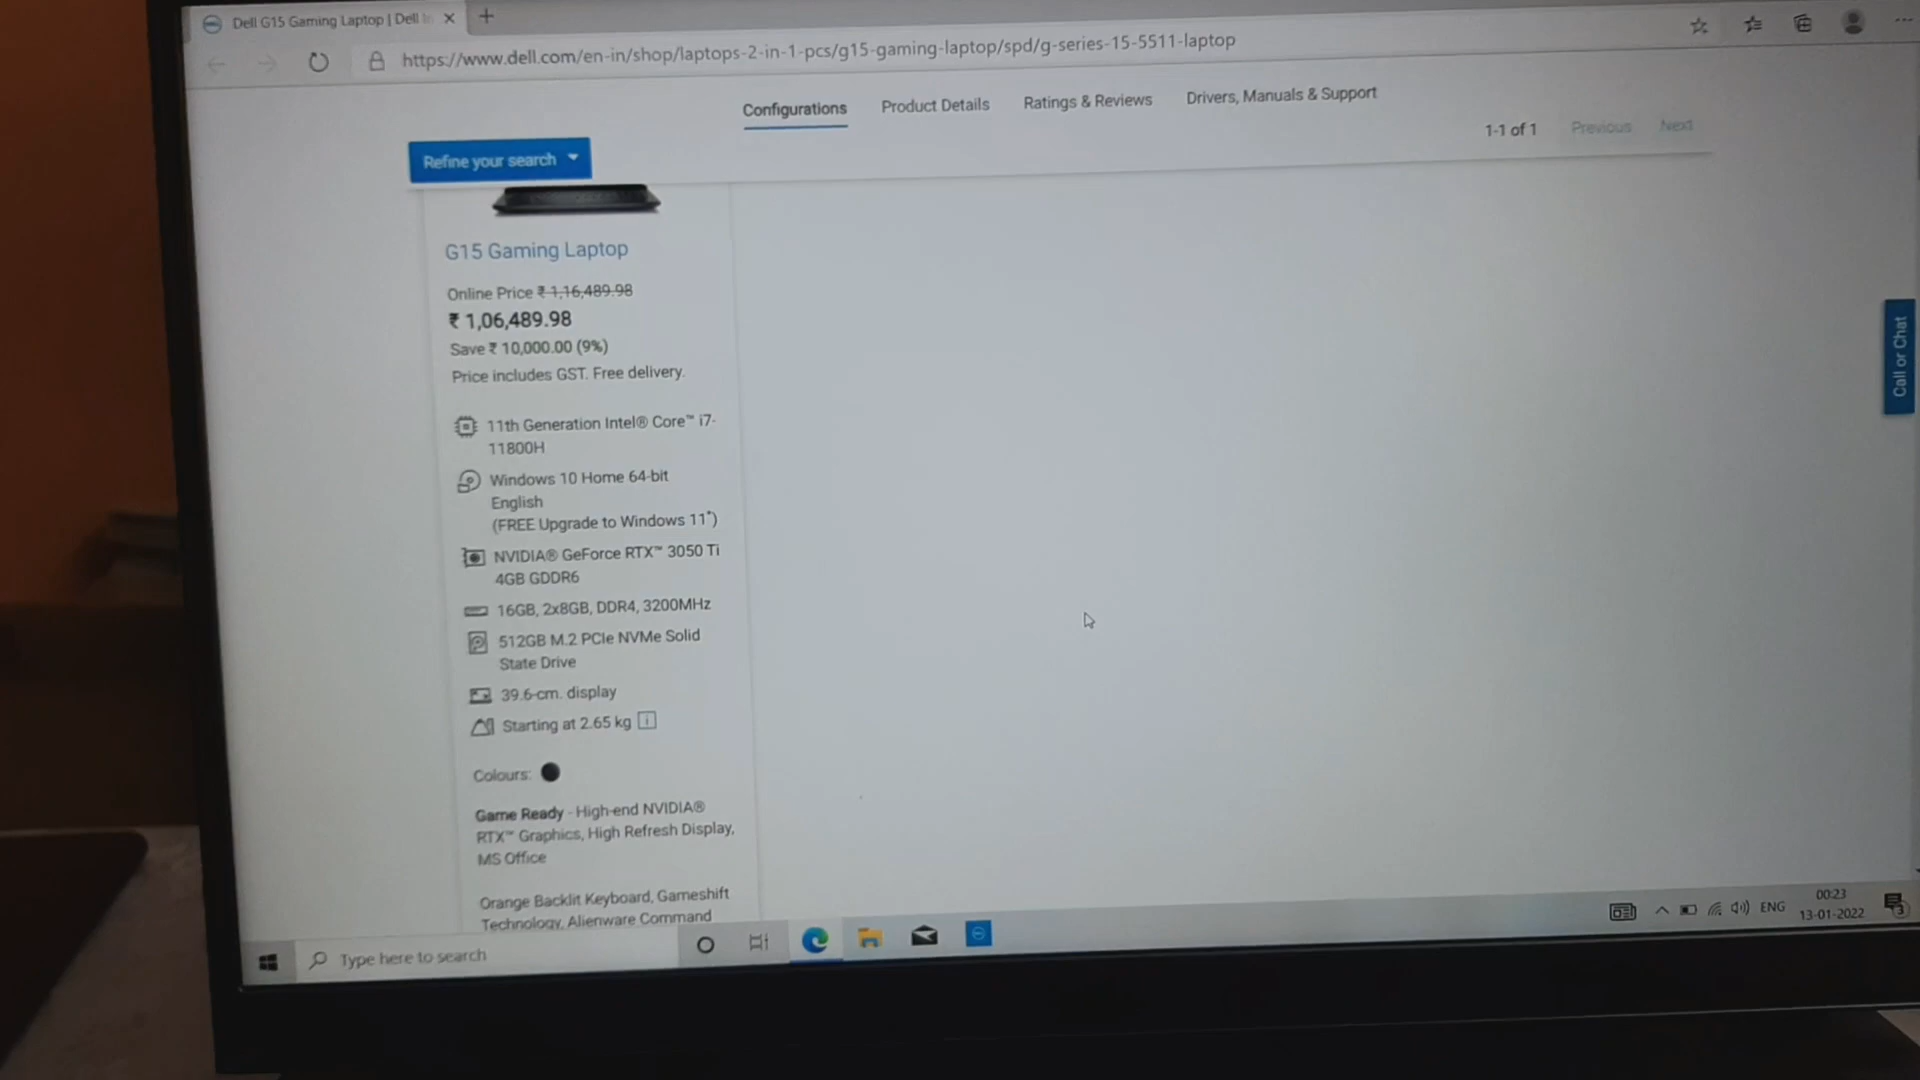 Dell G15 Gaming Laptop | Dell
https://www.dell.com/en-in/shop/laptops-2-in-1-pcs/g15-gaming-laptop/spd/g-series-15-5511-laptop
Configurations Product Details Ratings & Reviews Drivers, Manuals & Support
1-1 of 1 Previous Next
Refine your search
G15 Gaming Laptop
Online Price ₹ 1,16,489.98
₹ 1,06,489.98
Save ₹ 10,000.00 (9%)
Price includes GST. Free delivery.
11th Generation Intel® Core™ i7-
11800H
Windows 10 Home 64-bit
English
(FREE Upgrade to Windows 11*)
NVIDIA® GeForce RTX™ 3050 Ti
4GB GDDR6
16GB, 2x8GB, DDR4, 3200MHz
512GB M.2 PCIe NVMe Solid
State Drive
39.6-cm. display
Starting at 2.65 kg
Colours:
Game Ready - High-end NVIDIA®
RTX™ Graphics, High Refresh Display,
MS Office
Orange Backlit Keyboard, Gameshift
Technology, Alienware Command
Call or Chat
Type here to search
ENG
00:23
13-01-2022
3